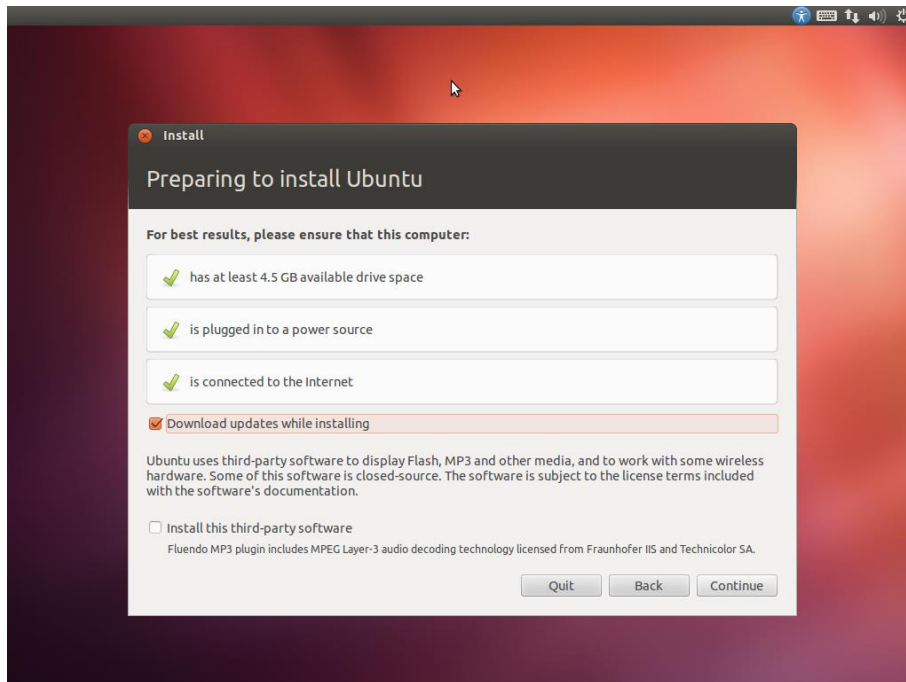 Install
Preparing to install Ubuntu
For best results, please ensure that this computer:
has at least 4.5 GB available drive space
is plugged in to a power source
is connected to the Internet
Download updates while installing
Ubuntu uses third-party software to display Flash, MP3 and other media, and to work with some wireless
hardware. Some of this software is closed-source. The software is subject to the license terms included
with the software's documentation.
Install this third-party software
Fluendo MP3 plugin includes MPEG Layer-3 audio decoding technology licensed from Fraunhofer IIS and Technicolor SA.
Quit Back Continue